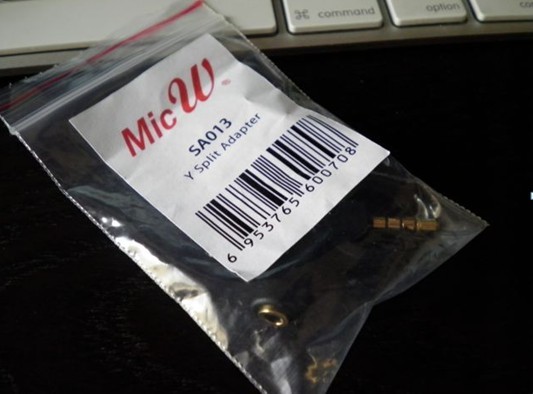 ⌘ command
option
MicW
SA013
Y Split Adapter
6 953765 600708